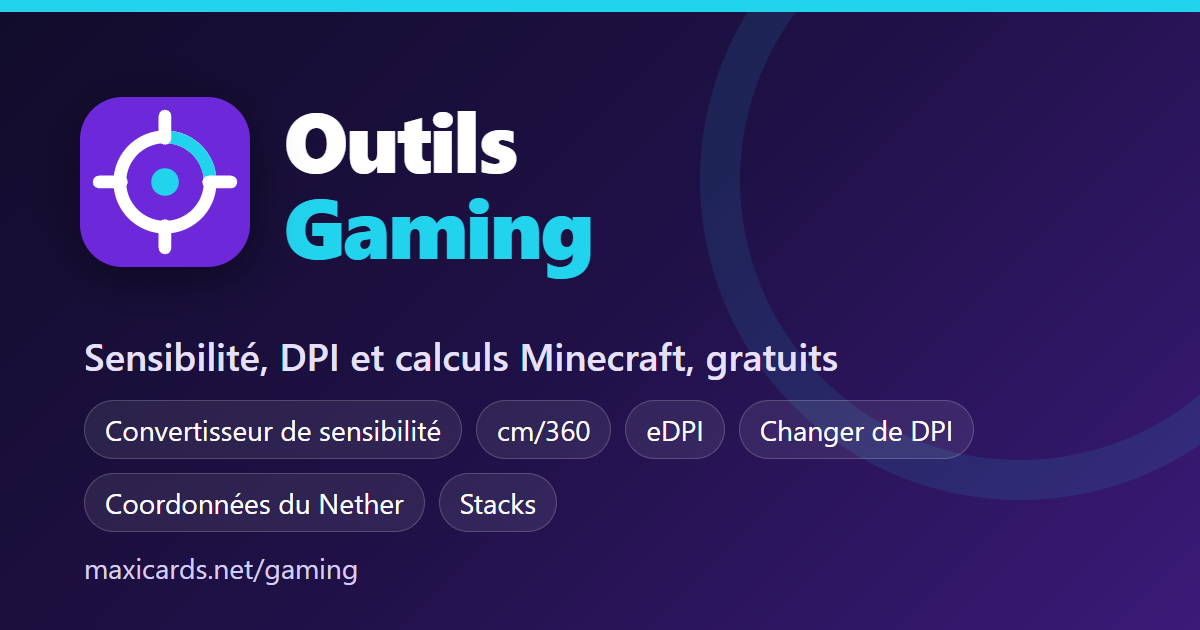 Outils
Gaming
Sensibilité, DPI et calculs Minecraft, gratuits
Convertisseur de sensibilité cm/360 eDPI Changer de DPI
Coordonnées du Nether Stacks
maxicards.net/gaming